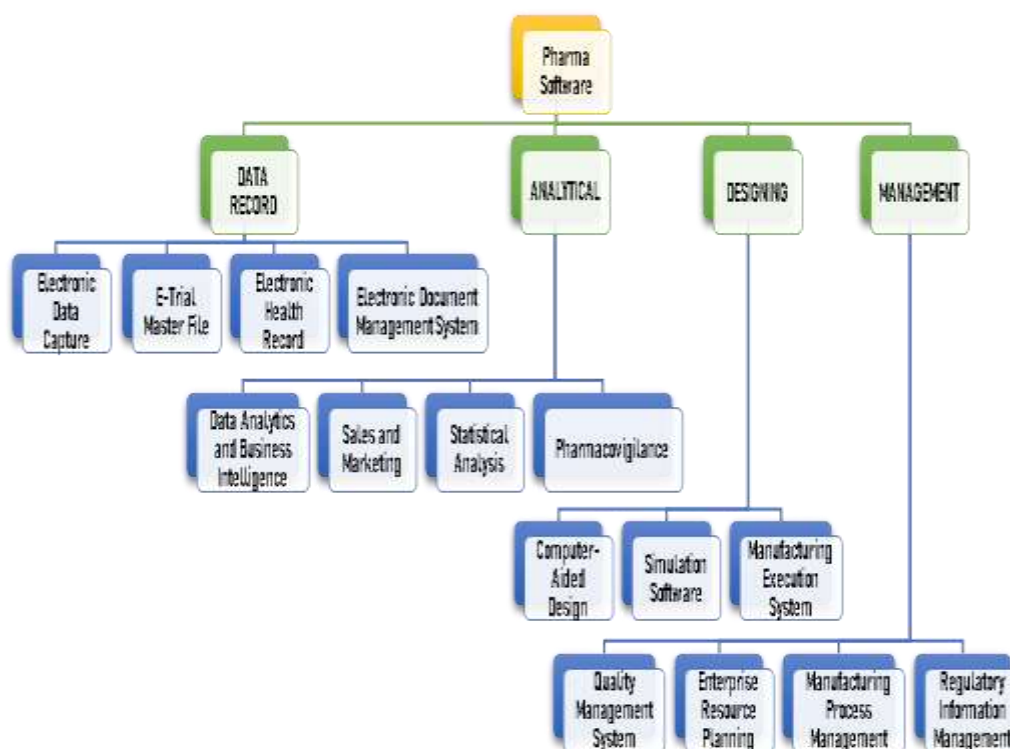 Pharma
Software
DATA
RECORD
ANALYTICAL
DESIGNING
MANAGEMENT
Electronic
Data
Capture
E-Trial
Master File
Electronic
Health
Record
Electronic Document
Management System
Data Analytics
and Business
Intelligence
Sales and
Marketing
Statistical
Analysis
Pharmacovigilance
Computer-
Aided
Design
Simulation
Software
Manufacturing
Execution
System
Quality
Management
System
Enterprise
Resource
Planning
Manufacturing
Process
Management
Regulatory
Information
Management